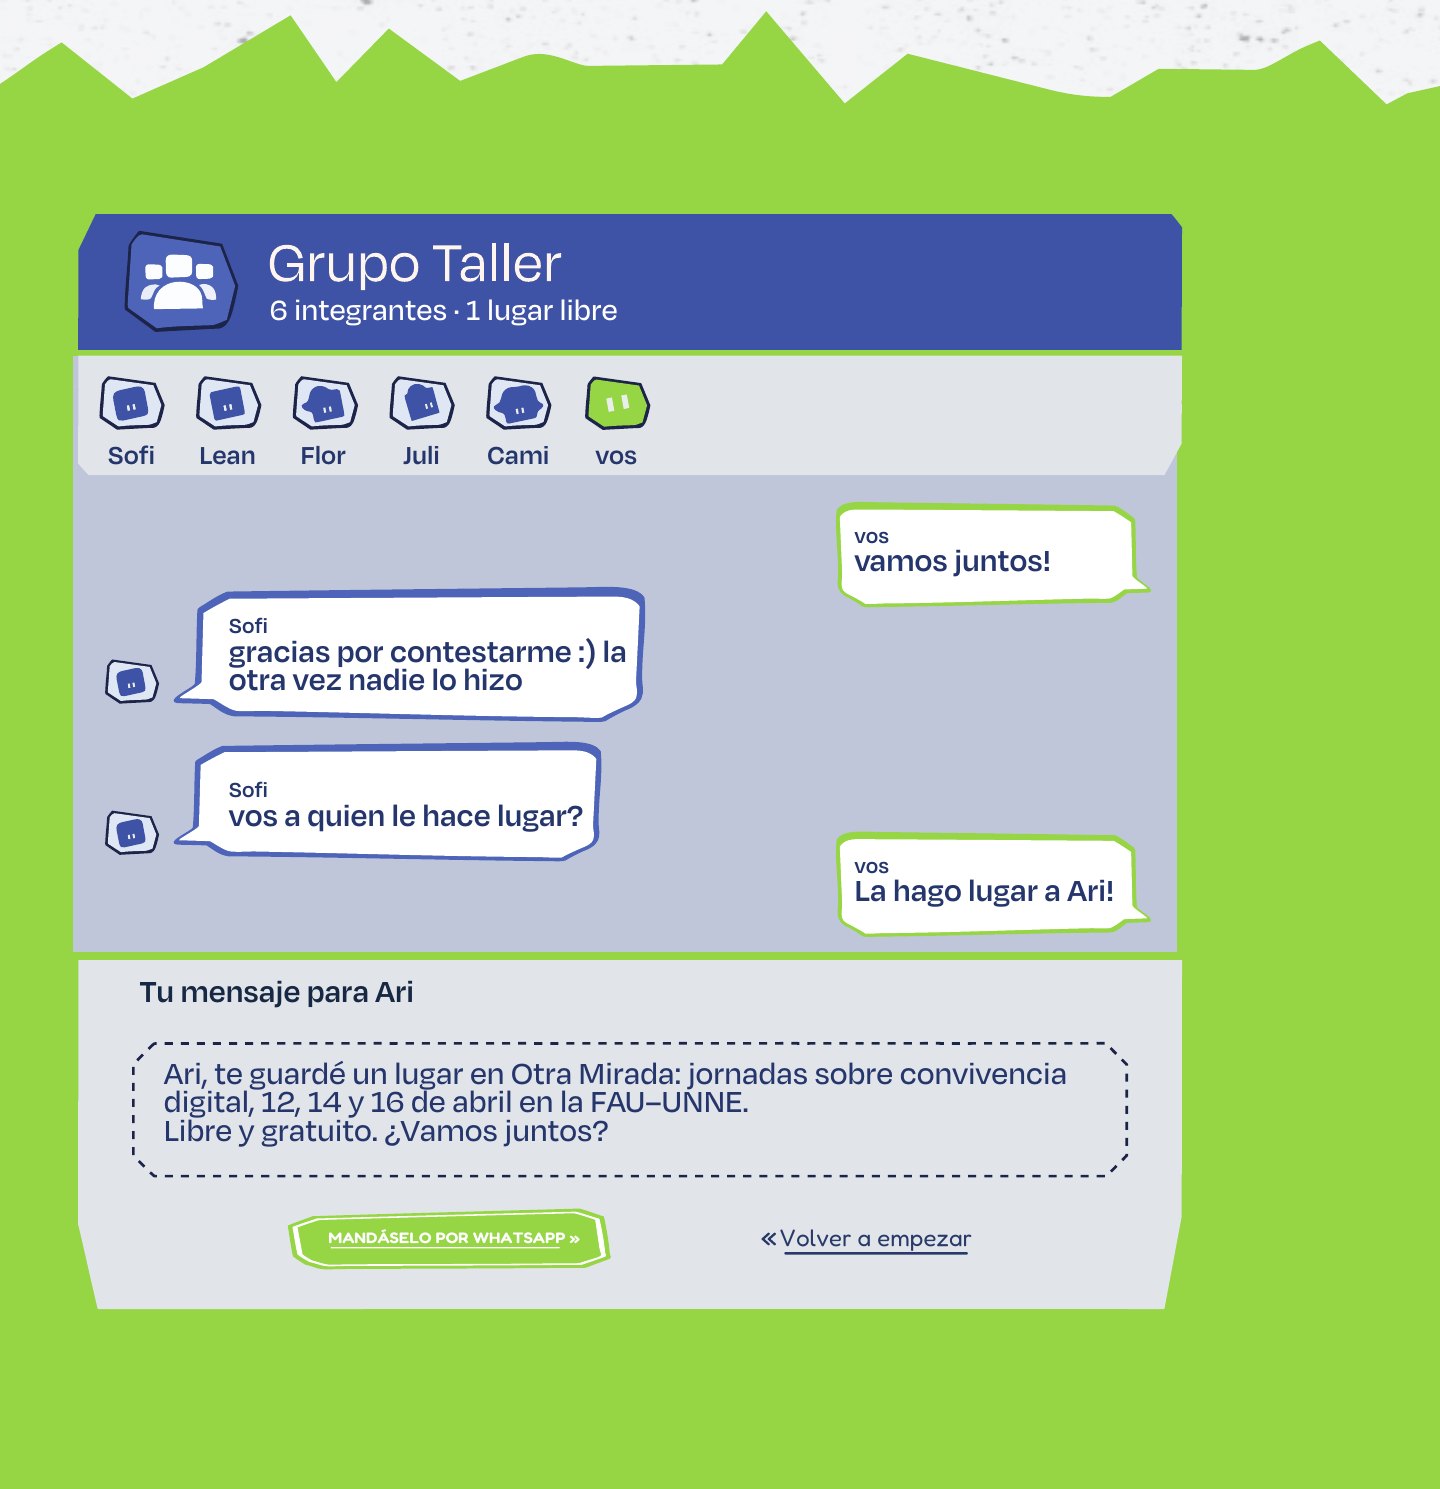 Grupo Taller
6 integrantes · 1 lugar libre
Sofi Lean Flor Juli Cami vos
vos
vamos juntos!
Sofi
gracias por contestarme :) la
otra vez nadie lo hizo
Sofi
vos a quien le hace lugar?
vos
La hago lugar a Ari!
Tu mensaje para Ari
Ari, te guardé un lugar en Otra Mirada: jornadas sobre convivencia
digital, 12, 14 y 16 de abril en la FAU–UNNE.
Libre y gratuito. ¿Vamos juntos?
MANDÁSELO POR WHATSAPP »
«Volver a empezar